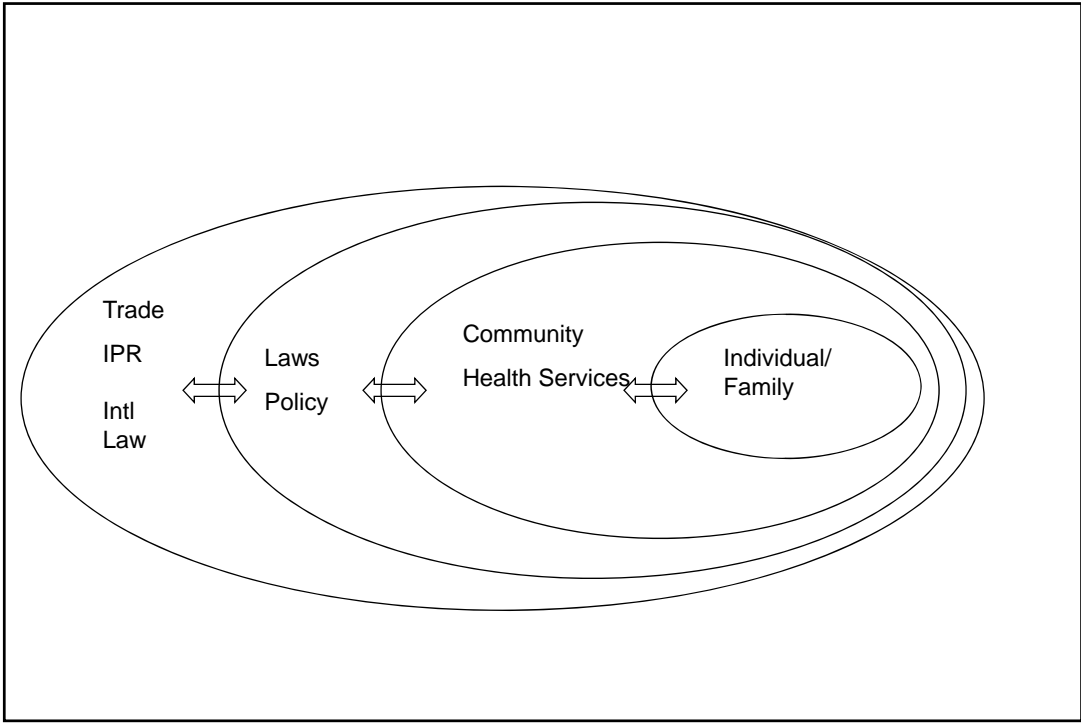 Trade
IPR
Intl
Law
Laws
Policy
Community
Health Services
Individual/
Family